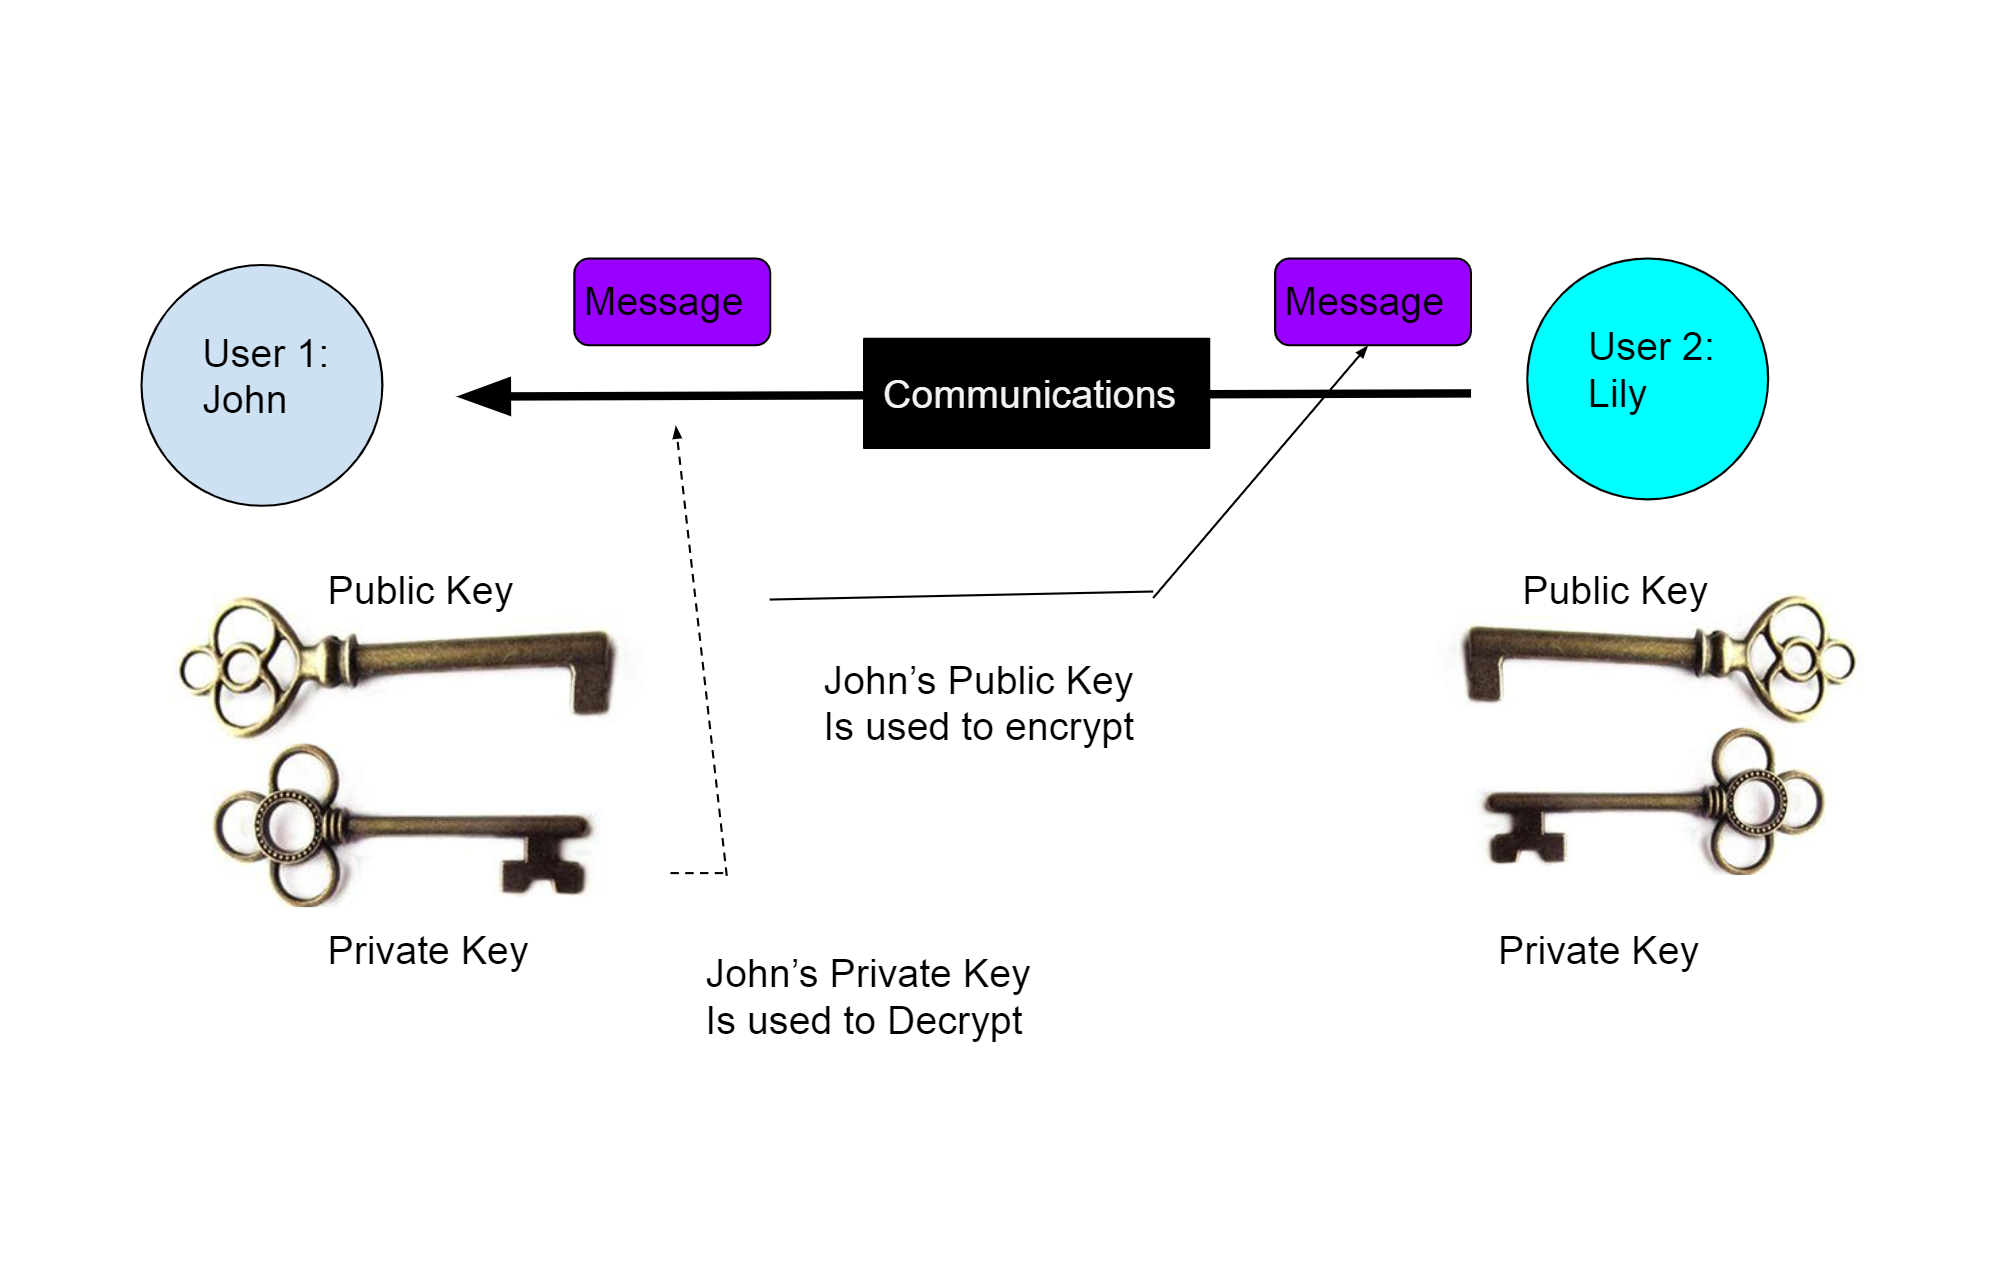 Message
Message
User 1:
John
Communications
User 2:
Lily
Public Key
Public Key
John’s Public Key
Is used to encrypt
Private Key
Private Key
John’s Private Key
Is used to Decrypt